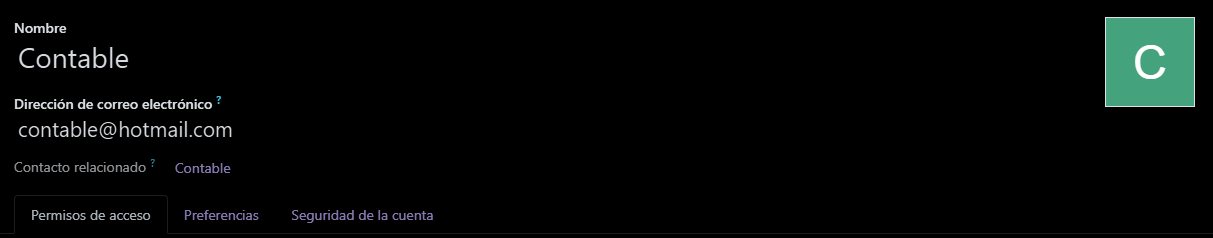 Nombre
Contable
C
Dirección de correo electrónico ?
contable@hotmail.com
Contacto relacionado ? Contable
Permisos de acceso Preferencias Seguridad de la cuenta